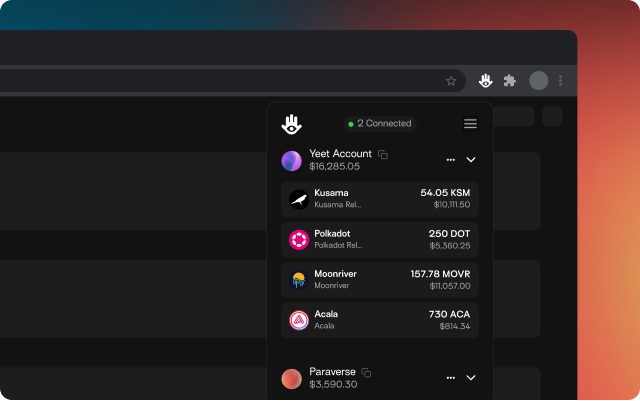 2 Connected
Yeet Account
$16,285.05
Kusama 54.05 KSM
Kusama Rel... $10,111.50
Polkadot 250 DOT
Polkadot Rel... $5,360.25
Moonriver 157.78 MOVR
Moonriver $11,057.00
Acala 730 ACA
Acala $814.34
Paraverse
$3,590.30